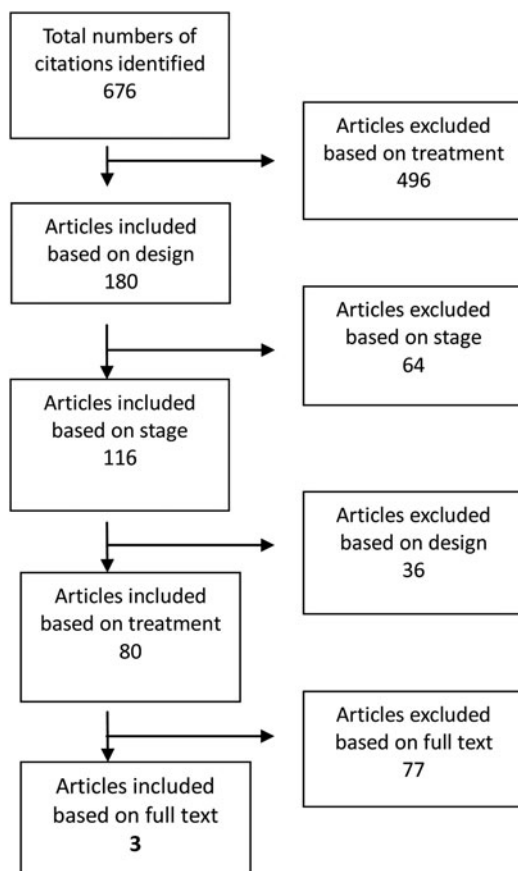 Total numbers of
citations identified
676
Articles excluded
based on treatment
496
Articles included
based on design
180
Articles excluded
based on stage
64
Articles included
based on stage
116
Articles excluded
based on design
36
Articles included
based on treatment
80
Articles excluded
based on full text
77
Articles included
based on full text
3